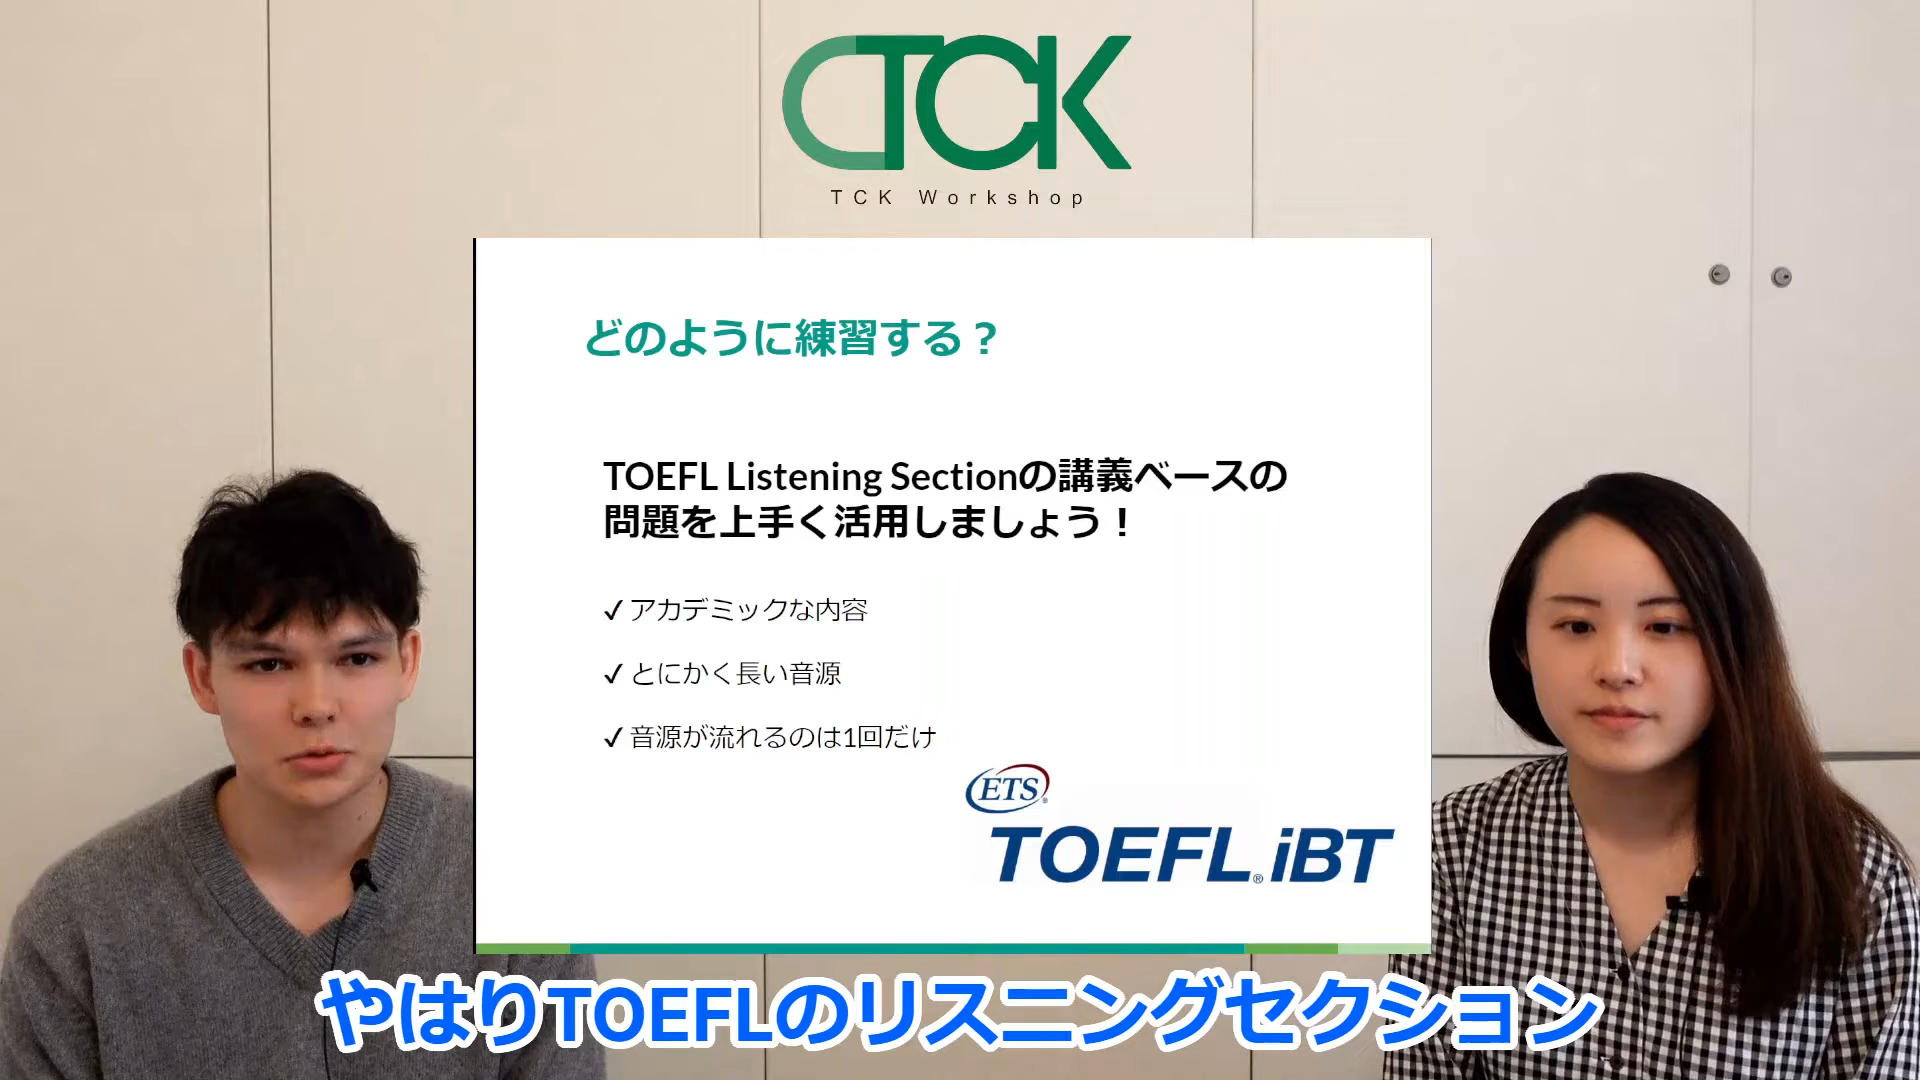 TCK
TCK Workshop
どのように練習する？
TOEFL Listening Sectionの講義ベースの
問題を上手く活用しましょう！
✓アカデミックな内容
✓とにかく長い音源
✓音源が流れるのは1回だけ
ETS®
TOEFL® iBT
やはりTOEFLのリスニングセクション